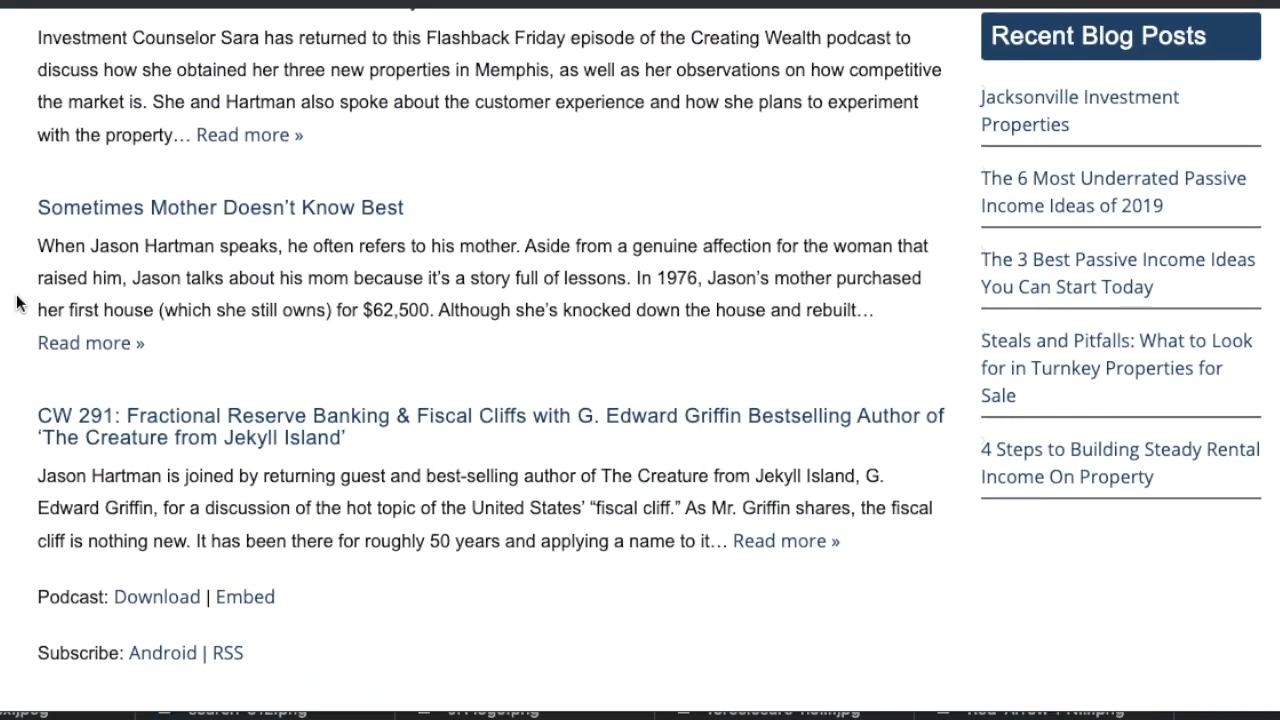 Investment Counselor Sara has returned to this Flashback Friday episode of the Creating Wealth podcast to
discuss how she obtained her three new properties in Memphis, as well as her observations on how competitive
the market is. She and Hartman also spoke about the customer experience and how she plans to experiment
with the property… Read more »
Sometimes Mother Doesn’t Know Best
When Jason Hartman speaks, he often refers to his mother. Aside from a genuine affection for the woman that
raised him, Jason talks about his mom because it’s a story full of lessons. In 1976, Jason’s mother purchased
her first house (which she still owns) for $62,500. Although she’s knocked down the house and rebuilt…
Read more »
CW 291: Fractional Reserve Banking & Fiscal Cliffs with G. Edward Griffin Bestselling Author of
‘The Creature from Jekyll Island’
Jason Hartman is joined by returning guest and best-selling author of The Creature from Jekyll Island, G.
Edward Griffin, for a discussion of the hot topic of the United States’ “fiscal cliff.” As Mr. Griffin shares, the fiscal
cliff is nothing new. It has been there for roughly 50 years and applying a name to it… Read more »
Podcast: Download | Embed
Subscribe: Android | RSS
Recent Blog Posts
Jacksonville Investment
Properties
The 6 Most Underrated Passive
Income Ideas of 2019
The 3 Best Passive Income Ideas
You Can Start Today
Steals and Pitfalls: What to Look
for in Turnkey Properties for
Sale
4 Steps to Building Steady Rental
Income On Property